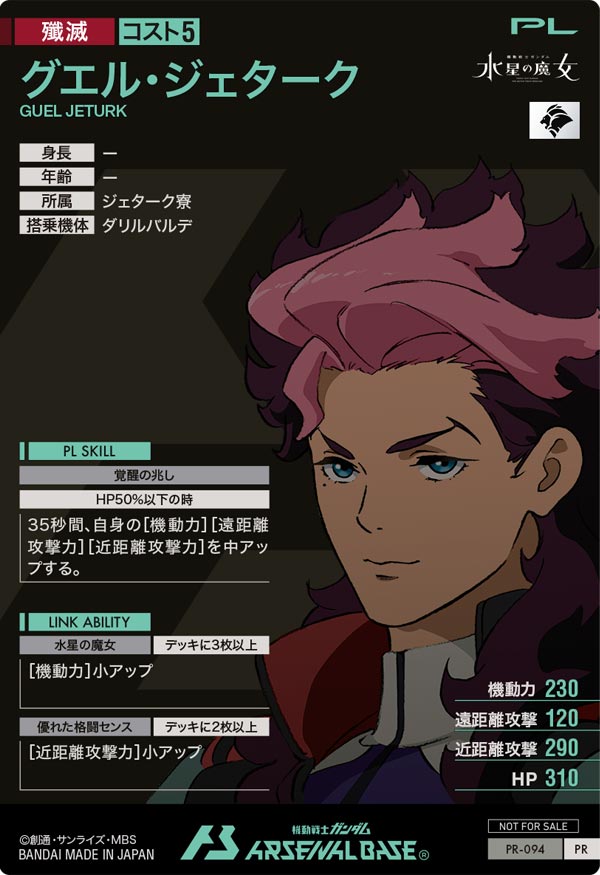 殲滅 コスト5
PL
グエル・ジェターク
GUEL JETURK
機動戦士ガンダム
水星の魔女
身長 ー
年齢 ー
所属 ジェターク寮
搭乗機体 ダリルバルデ
PL SKILL
覚醒の兆し
HP50%以下の時
35秒間、自身の[機動力][遠距離
攻撃力][近距離攻撃力]を中アッ
プする。
LINK ABILITY
水星の魔女 デッキに3枚以上
[機動力]小アップ
優れた格闘センス デッキに2枚以上
[近距離攻撃力]小アップ
機動力 230
遠距離攻撃 120
近距離攻撃 290
HP 310
©創通・サンライズ・MBS
BANDAI MADE IN JAPAN
機動戦士ガンダム
ARSENAL BASE®
NOT FOR SALE
PR-094 PR